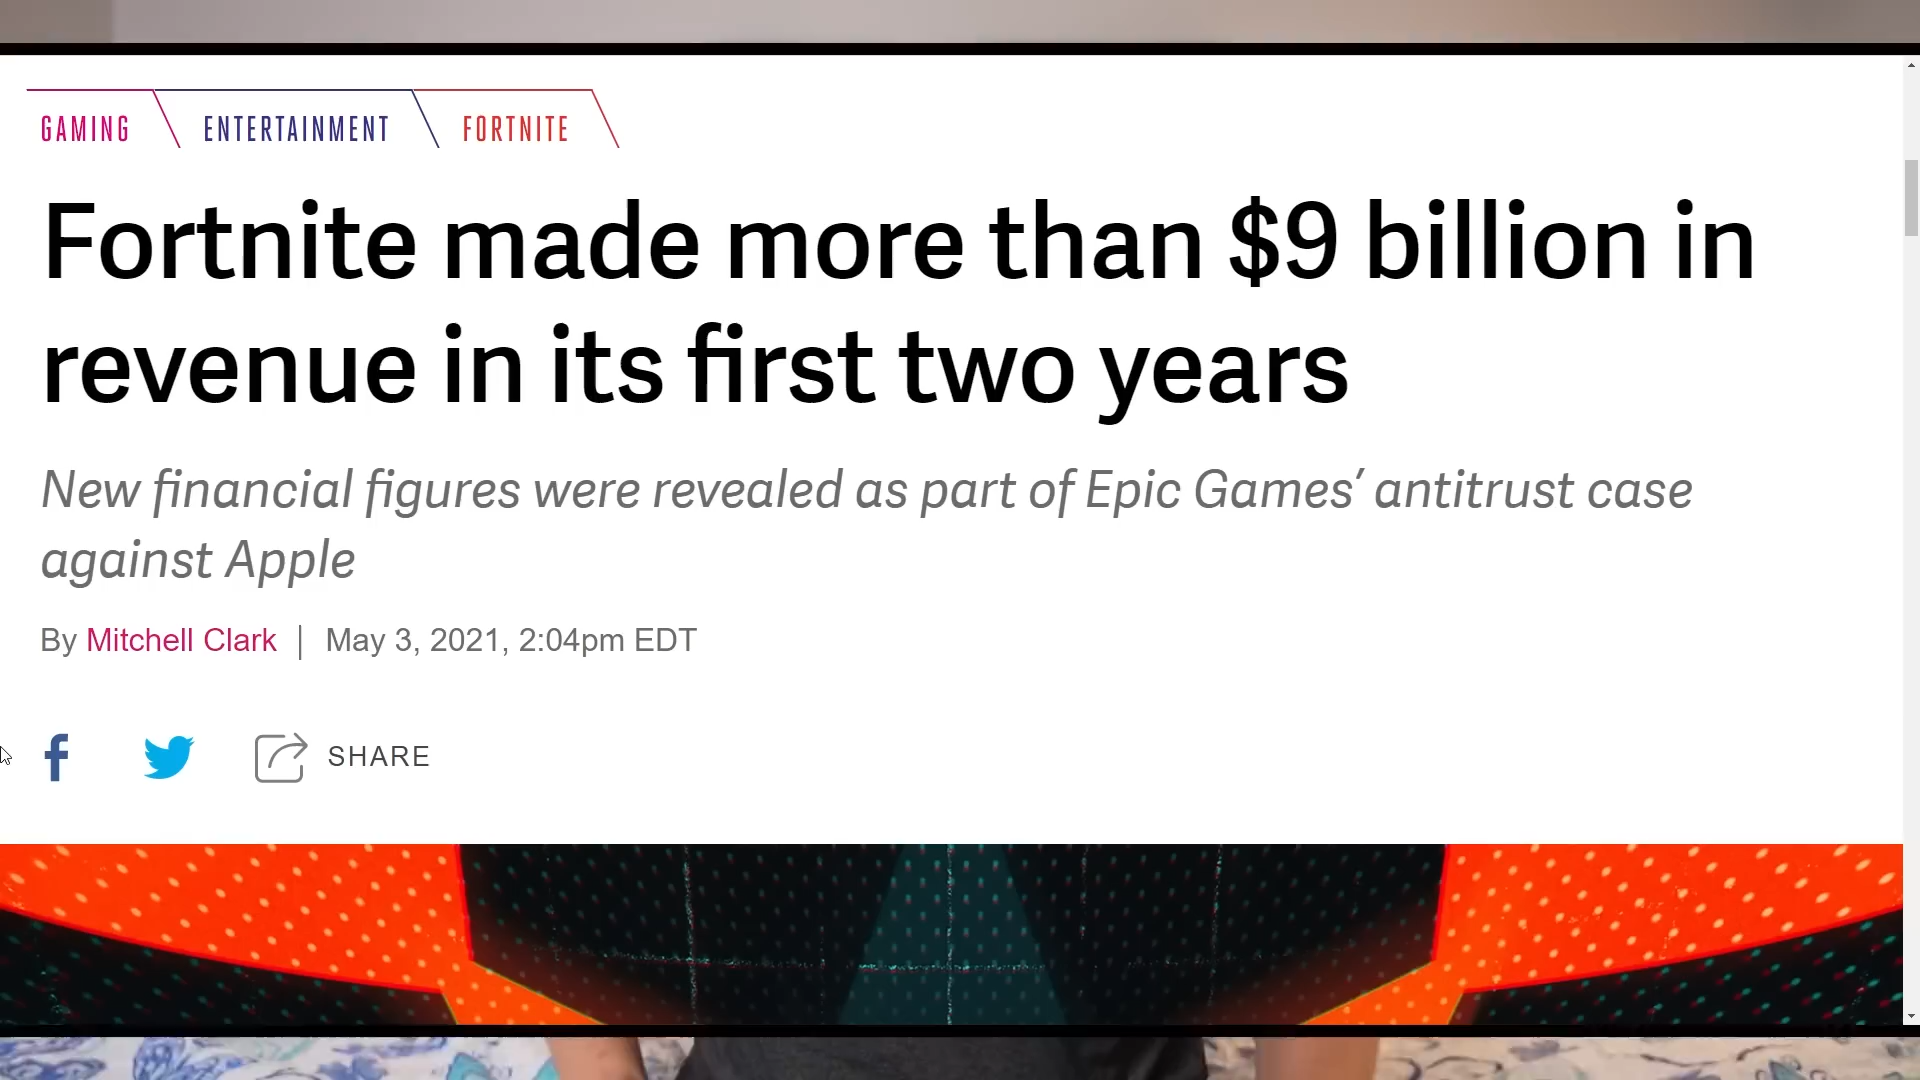 GAMING ENTERTAINMENT FORTNITE
Fortnite made more than $9 billion in
revenue in its first two years
New financial figures were revealed as part of Epic Games’ antitrust case
against Apple
By Mitchell Clark | May 3, 2021, 2:04pm EDT
SHARE